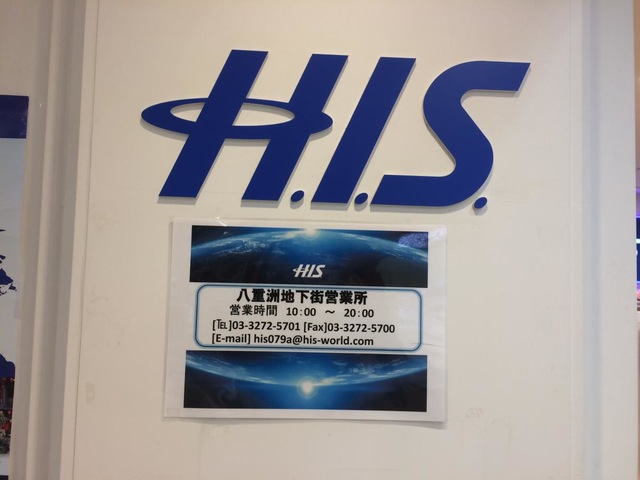 H.I.S.
HIS
八重洲地下街営業所
営業時間 10:00 ～ 20:00
[℡]03-3272-5701 [Fax]03-3272-5700
[E-mail] his079a@his-world.com